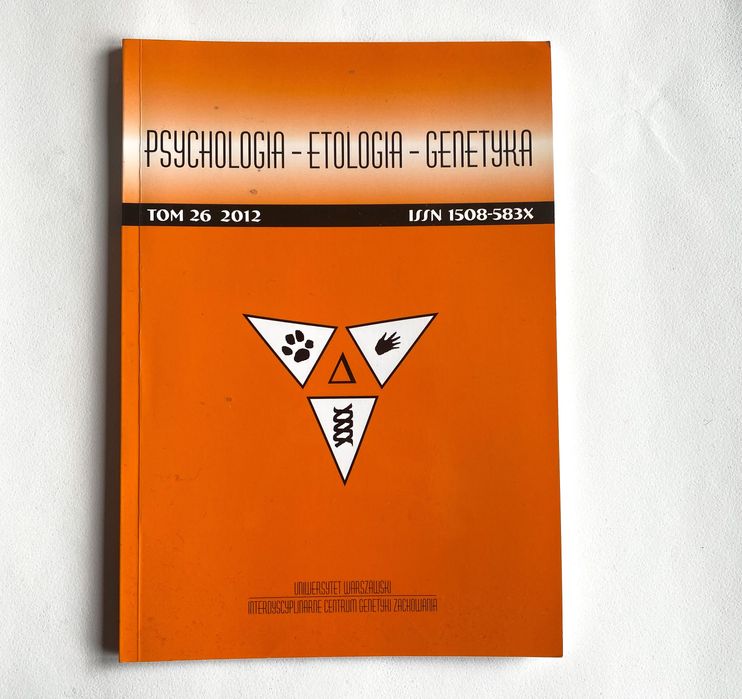 PSYCHOLOGIA – ETOLOGIA – GENETYKA
TOM 26 2012 ISSN 1508-583X
Δ
UNIWERSYTET WARSZAWSKI
INTERDYSCYPLINARNE CENTRUM GENETYKI ZACHOWANIA